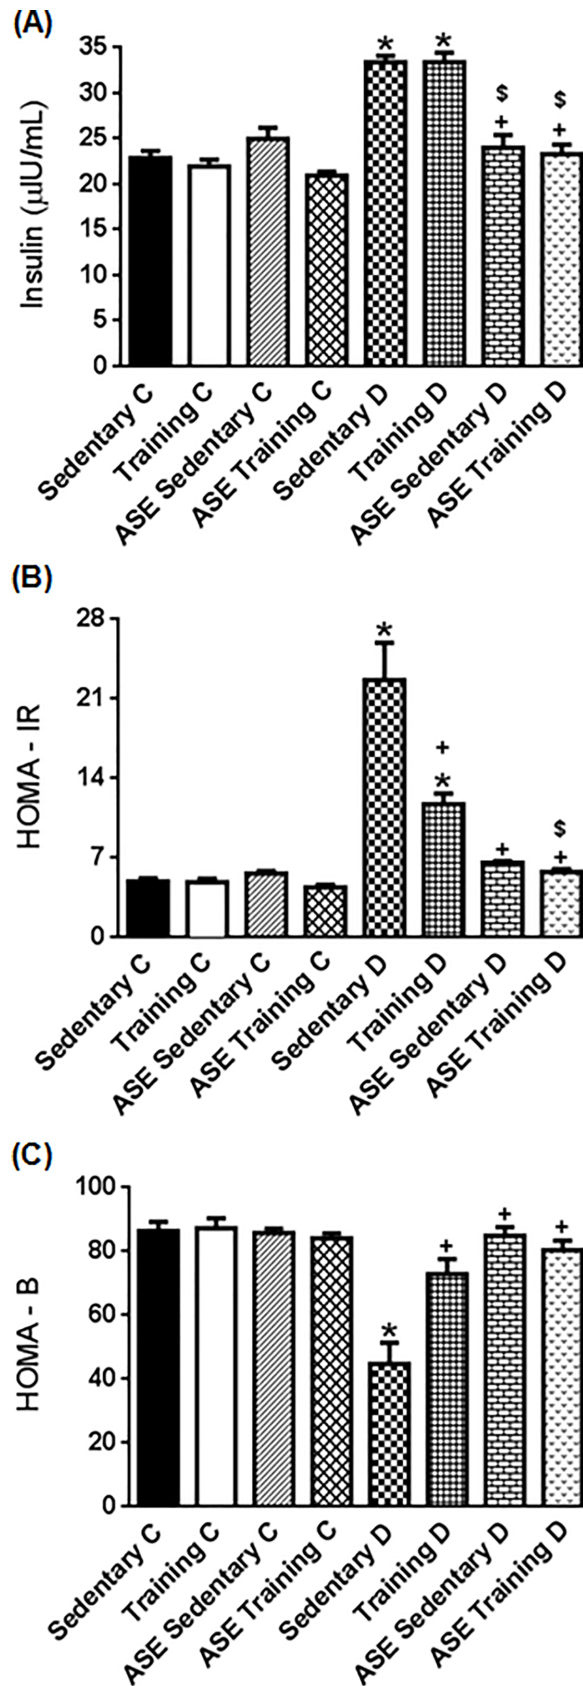 (A)
Insulin (µIU/mL)
35
30
25
20
15
10
5
0
* * $ + $ +
Sedentary C
Training C
ASE Sedentary C
ASE Training C
Sedentary D
Training D
ASE Sedentary D
ASE Training D
(B)
HOMA - IR
28
21
14
7
0
* + * + $ +
Sedentary C
Training C
ASE Sedentary C
ASE Training C
Sedentary D
Training D
ASE Sedentary D
ASE Training D
(C)
HOMA - B
100
80
60
40
20
0
* + + +
Sedentary C
Training C
ASE Sedentary C
ASE Training C
Sedentary D
Training D
ASE Sedentary D
ASE Training D